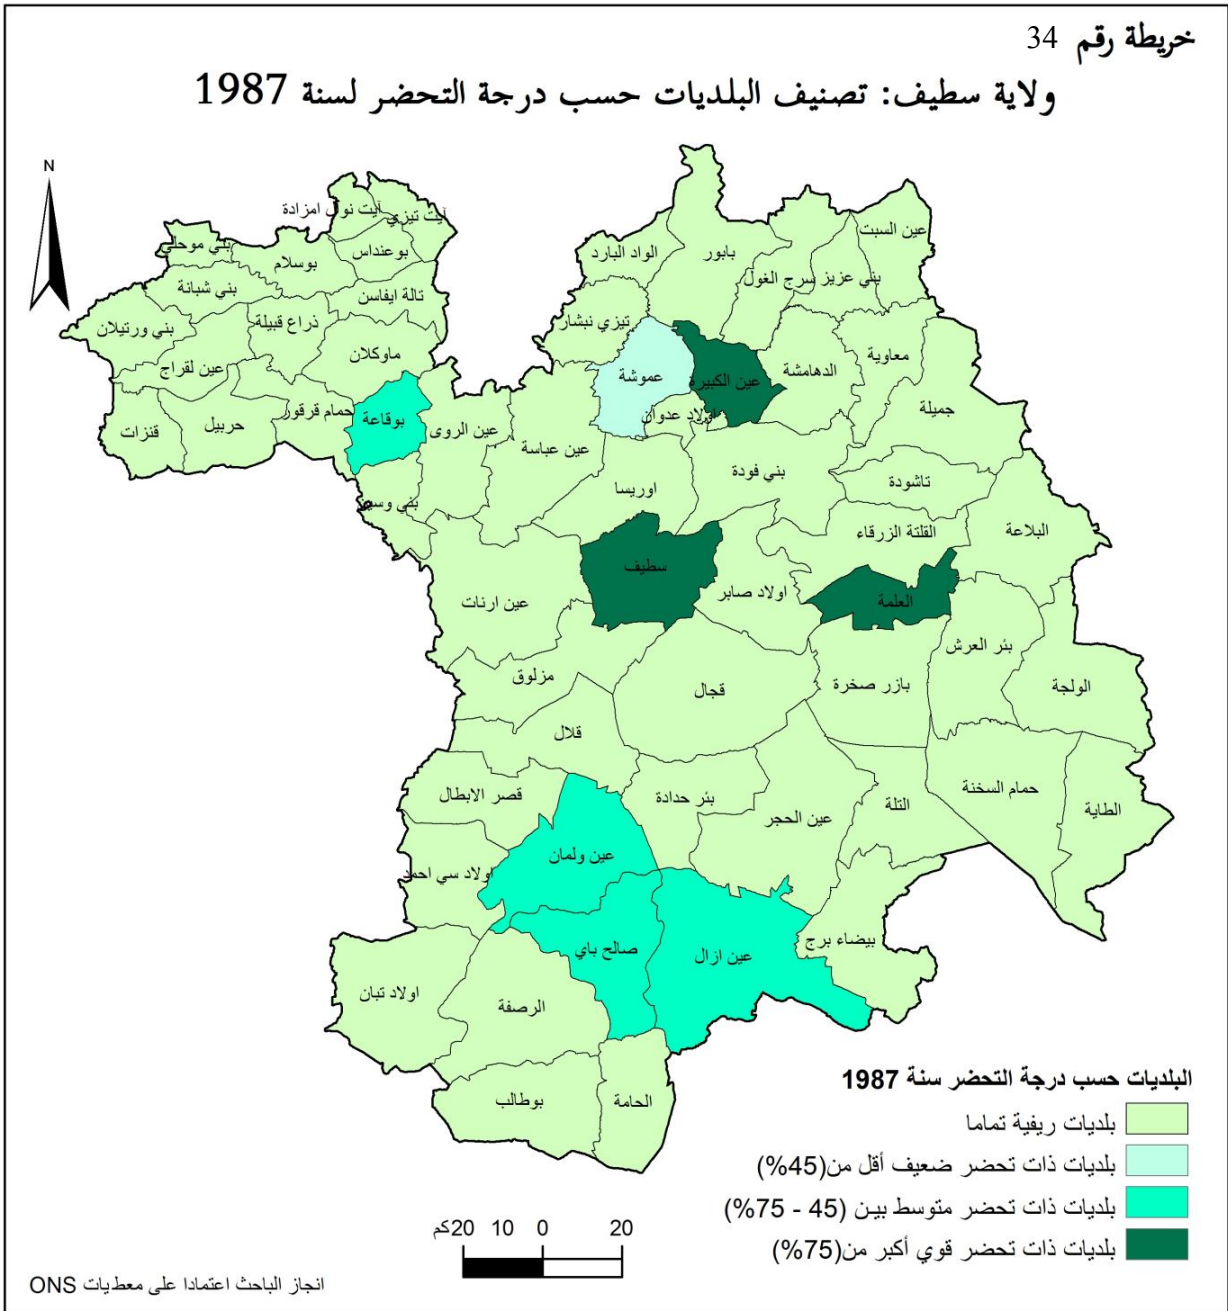 خريطة رقم 34
ولاية سطيف: تصنيف البلديات حسب درجة التحضر لسنة 1987
N
آيت نوال امزادة
آيت تيزي
بني موحلي
بوسلام
بوعنداس
بني شبانة
تالة ايفاسن
بني ورتيلان
ذراع قبيلة
ماوكلان
عين لقراج
قنزات
حربيل
حمام قرقور
بوقاعة
عين الروى
عين عباسة
بني وسين
الواد البارد
بابور
عين السبت
سرج الغول
بني عزيز
تيزي نبشار
عموشة
عين الكبيرة
الدهامشة
معاوية
جميلة
اولاد عدوان
بني فودة
تاشودة
اوريسا
القلتة الزرقاء
البلاعة
سطيف
اولاد صابر
العلمة
عين ارنات
بئر العرش
مزلوق
قجال
بازر صخرة
الولجة
قلال
قصر الابطال
بئر حدادة
عين الحجر
التلة
حمام السخنة
الطاية
عين ولمان
اولاد سي احمد
صالح باي
عين ازال
بيضاء برج
اولاد تبان
الرصفة
بوطالب
الحامة
البلديات حسب درجة التحضر سنة 1987
بلديات ريفية تماما
بلديات ذات تحضر ضعيف أقل من(45%)
بلديات ذات تحضر متوسط بين (45 - 75%)
بلديات ذات تحضر قوي أكبر من(75%)
20 10 0 20كم
انجاز الباحث اعتمادا على معطيات ONS